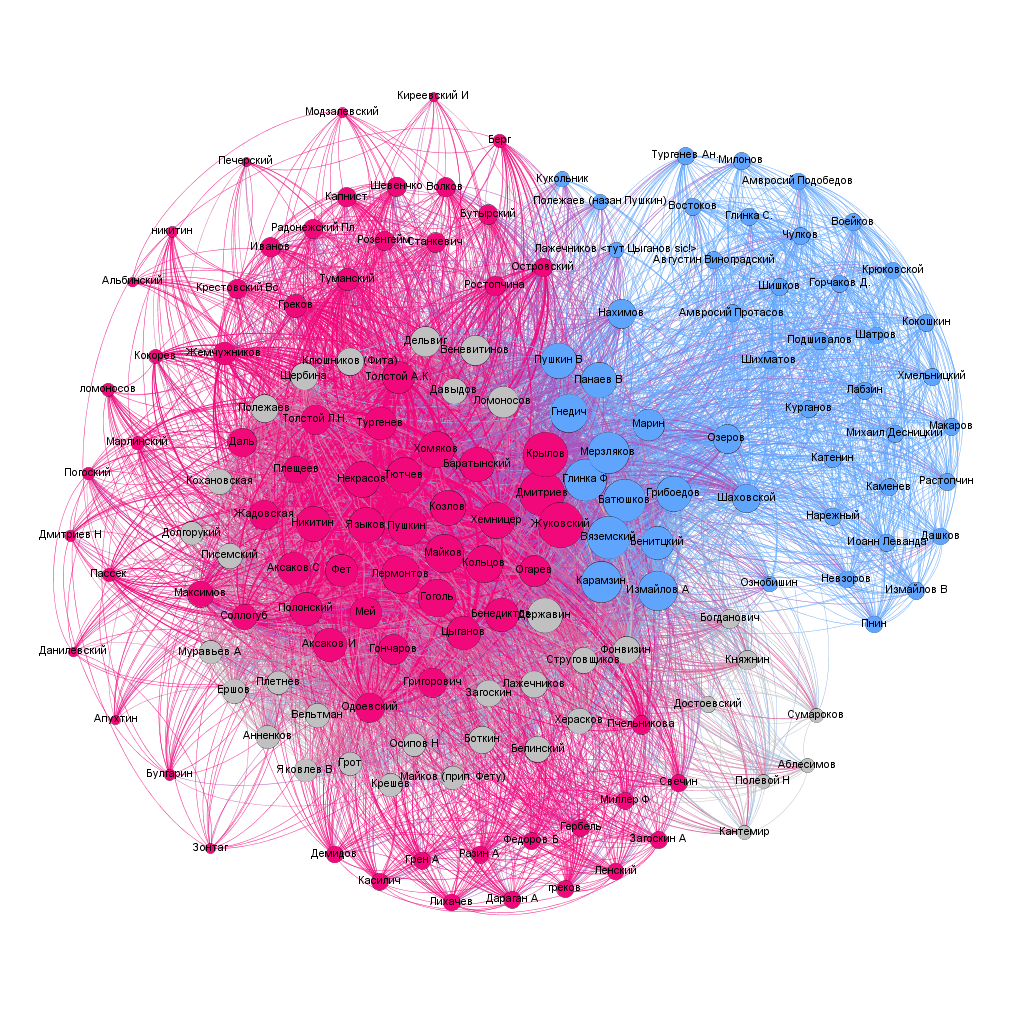 Киреевский И
Модзалевский
Берг
Тургенев Ан.
Милонов
Печерский
Кукольник
Амвросий Подобедов
Шевенчко
Волков
Капнист
Полежаев (назан Пушкин)
Востоков
Бутырский
Глинка С.
Воейков
никитин
Радонежский Пл
Чулков
Розенгейм
Станкевич
Иванов
Лажечников <тут Цыганов sic!>
Августин Виноградский
Островский
Крюковской
Альбинский
Туманский
Ростопчина
Крестовский Вс
Шишков
Горчаков Д.
Греков
Нахимов
Амвросий Протасов
Кокошкин
Дельвиг
Подшивалов
Шатров
Веневитинов
Жемчужников
Кокорев
Клюшников (Фита)
Пушкин В
Шихматов
Щербина
Толстой А.К.
Панаев В
Хмельницкий
ломоносов
Давыдов
Лабзин
Ломоносов
Полежаев
Курганов
Гнедич
Толстой Л.Н.
Тургенев
Марин
Макаров
Михаил Десницкий
Озеров
Марлинский
Даль
Хомяков
Крылов
Мерзляков
Катенин
Баратынский
Плещеев
Погоский
Тютчев
Некрасов
Кохановская
Глинка Ф
Каменев
Растопчин
Дмитриев
Грибоедов
Батюшков
Шаховской
Козлов
Жадовская
Нарежный
Хемницер
Никитин
Языков
Пушкин
Жуковский
Долгорукий
Дмитриев Н
Вяземский
Бенитцкий
Иоанн Леванда
Дашков
Писемский
Майков
Кольцов
Аксаков С
Фет
Огарев
Пассек
Лермонтов
Карамзин
Ознобишин
Невзоров
Измайлов А
Измайлов В
Максимов
Гоголь
Полонский
Мей
Соллогуб
Бенедиктов
Державин
Богданович
Пнин
Цыганов
Аксаков И
Гончаров
Данилевский
Муравьев А
Фонвизин
Струговщиков
Княжнин
Плетнев
Григорович
Лажечников
Ершов
Загоскин
Достоевский
Одоевский
Вельтман
Сумароков
Апухтин
Херасков
Пчельникова
Анненков
Осипов Н
Боткин
Белинский
Грот
Аблесимов
Яковлев В
Булгарин
Майков (прип. Фету)
Свечин
Полевой Н
Крешев
Миллер Ф
Гербель
Кантемир
Федоров Б
Загоскин А
Зонтаг
Демидов
Разин А
Грен А
Ленский
Касилич
греков
Дараган А
Лихачев